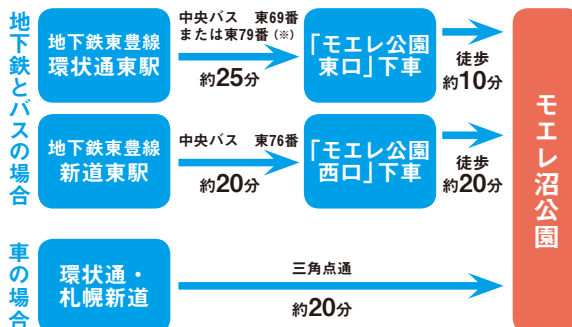 地下鉄とバスの場合
地下鉄東豊線
環状通東駅
中央バス 東69番
または東79番(※)
約25分
「モエレ公園
東口」下車
徒歩
約10分
地下鉄東豊線
新道東駅
中央バス 東76番
約20分
「モエレ公園
西口」下車
徒歩
約20分
車の場合
環状通・
札幌新道
三角点通
約20分
モエレ沼公園